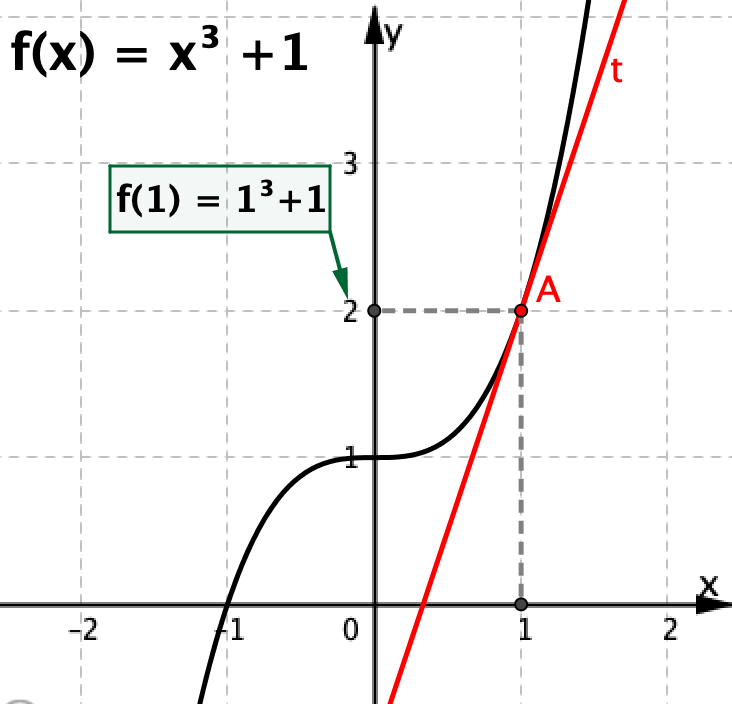 f(x) = x³ +1
y
t
3
f(1) = 1³+1
A
2
1
x
-2 -1 0 1 2